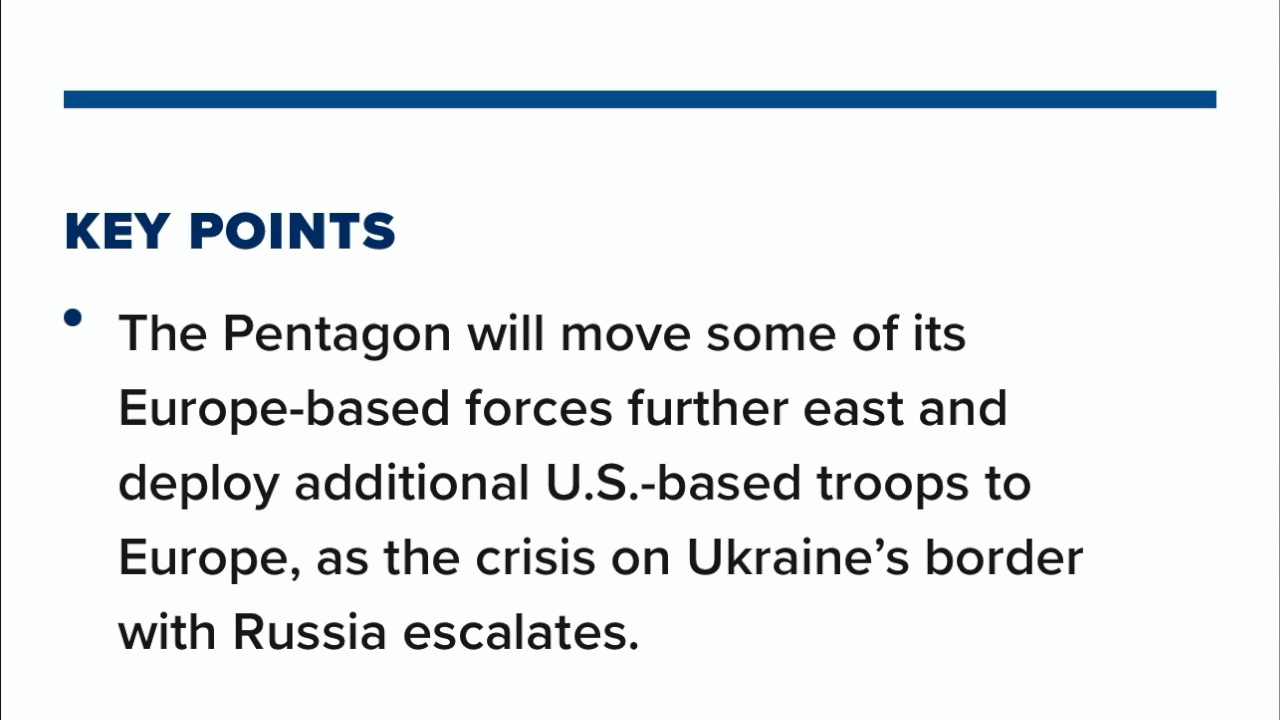 KEY POINTS
• The Pentagon will move some of its
Europe-based forces further east and
deploy additional U.S.-based troops to
Europe, as the crisis on Ukraine’s border
with Russia escalates.